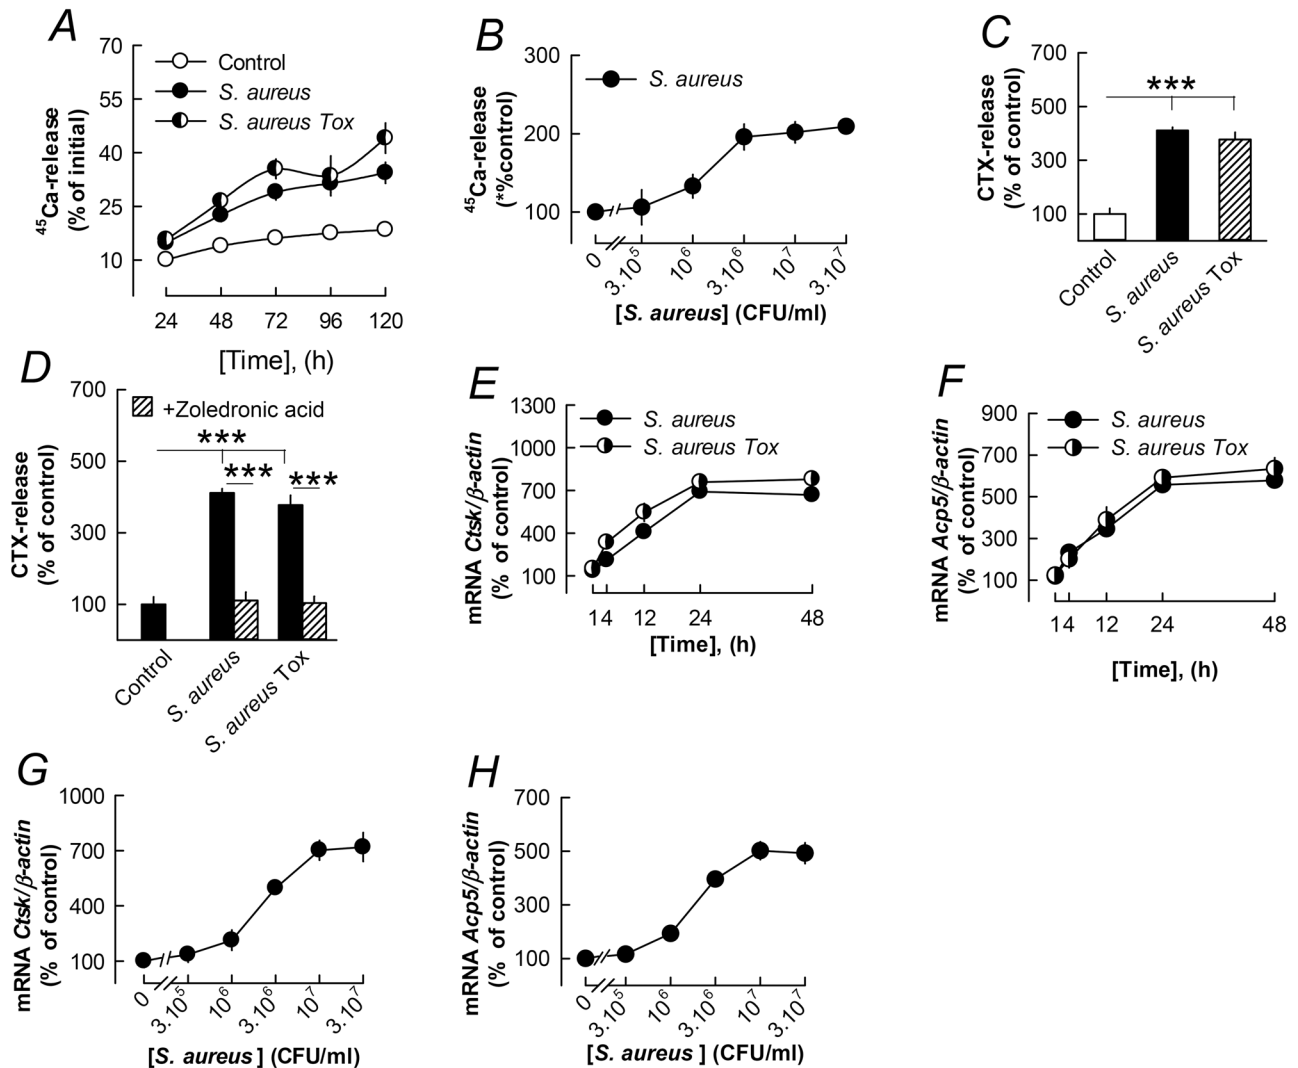 A
70
55
40
25
10
45Ca-release
(% of initial)
Control
S. aureus
S. aureus Tox
24 48 72 96 120
[Time], (h)
B
300
200
100
45Ca-release
(*%control)
S. aureus
0 3.10^5 10^6 3.10^6 10^7 3.10^7
[S. aureus] (CFU/ml)
C
700
500
300
100
CTX-release
(% of control)
***
Control
S. aureus
S. aureus Tox
D
700
500
300
100
CTX-release
(% of control)
+Zoledronic acid
***
*** ***
Control
S. aureus
S. aureus Tox
E
1300
1000
700
400
100
mRNA Ctsk/β-actin
(% of control)
S. aureus
S. aureus Tox
14 12 24 48
[Time], (h)
F
900
700
500
300
100
mRNA Acp5/β-actin
(% of control)
S. aureus
S. aureus Tox
14 12 24 48
[Time], (h)
G
1000
700
400
100
mRNA Ctsk/β-actin
(% of control)
0 3.10^5 10^6 3.10^6 10^7 3.10^7
[S. aureus ] (CFU/ml)
H
700
500
300
100
mRNA Acp5/β-actin
(% of control)
0 3.10^5 10^6 3.10^6 10^7 3.10^7
[S. aureus ] (CFU/ml)